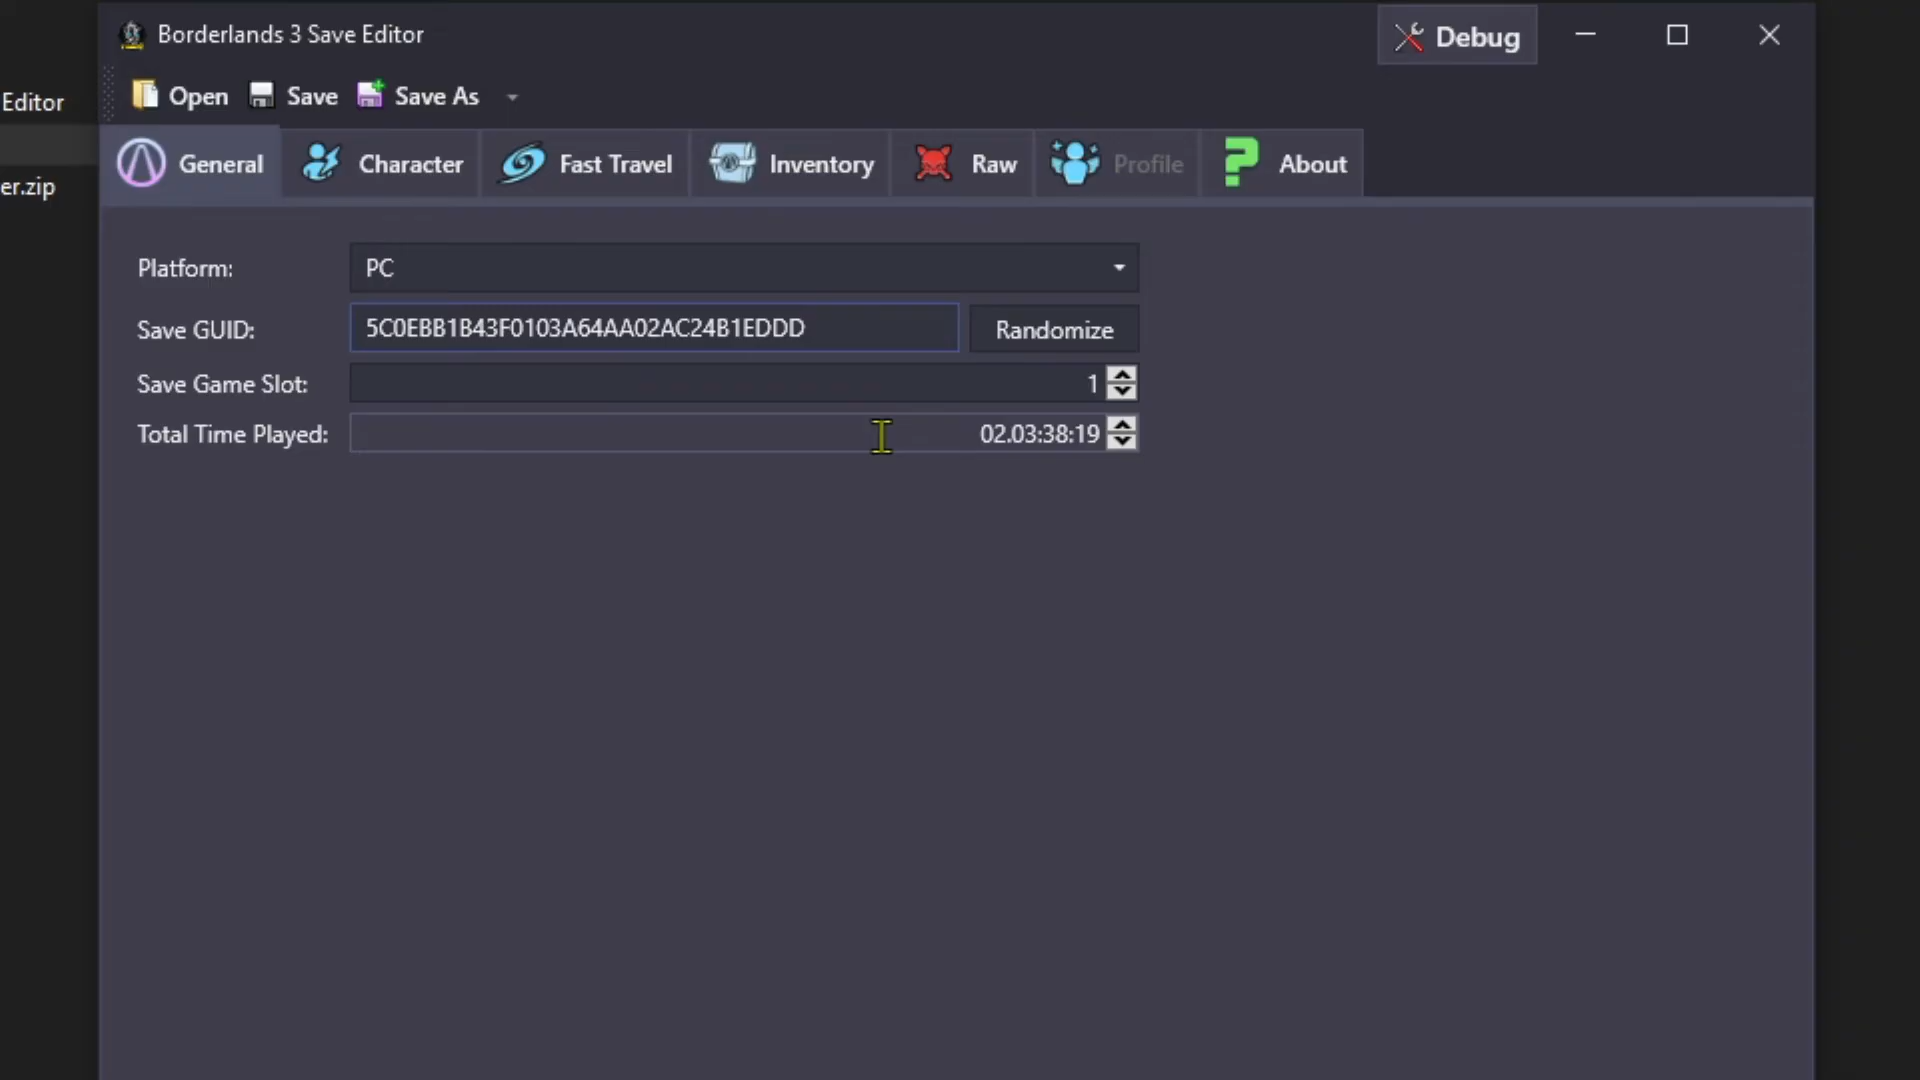 Borderlands 3 Save Editor
Debug
Open Save Save As
Editor
General Character Fast Travel Inventory Raw Profile About
er.zip
Platform: PC
Save GUID: 5C0EBB1B43F0103A64AA02AC24B1EDDD Randomize
Save Game Slot: 1
Total Time Played: 02.03:38:19